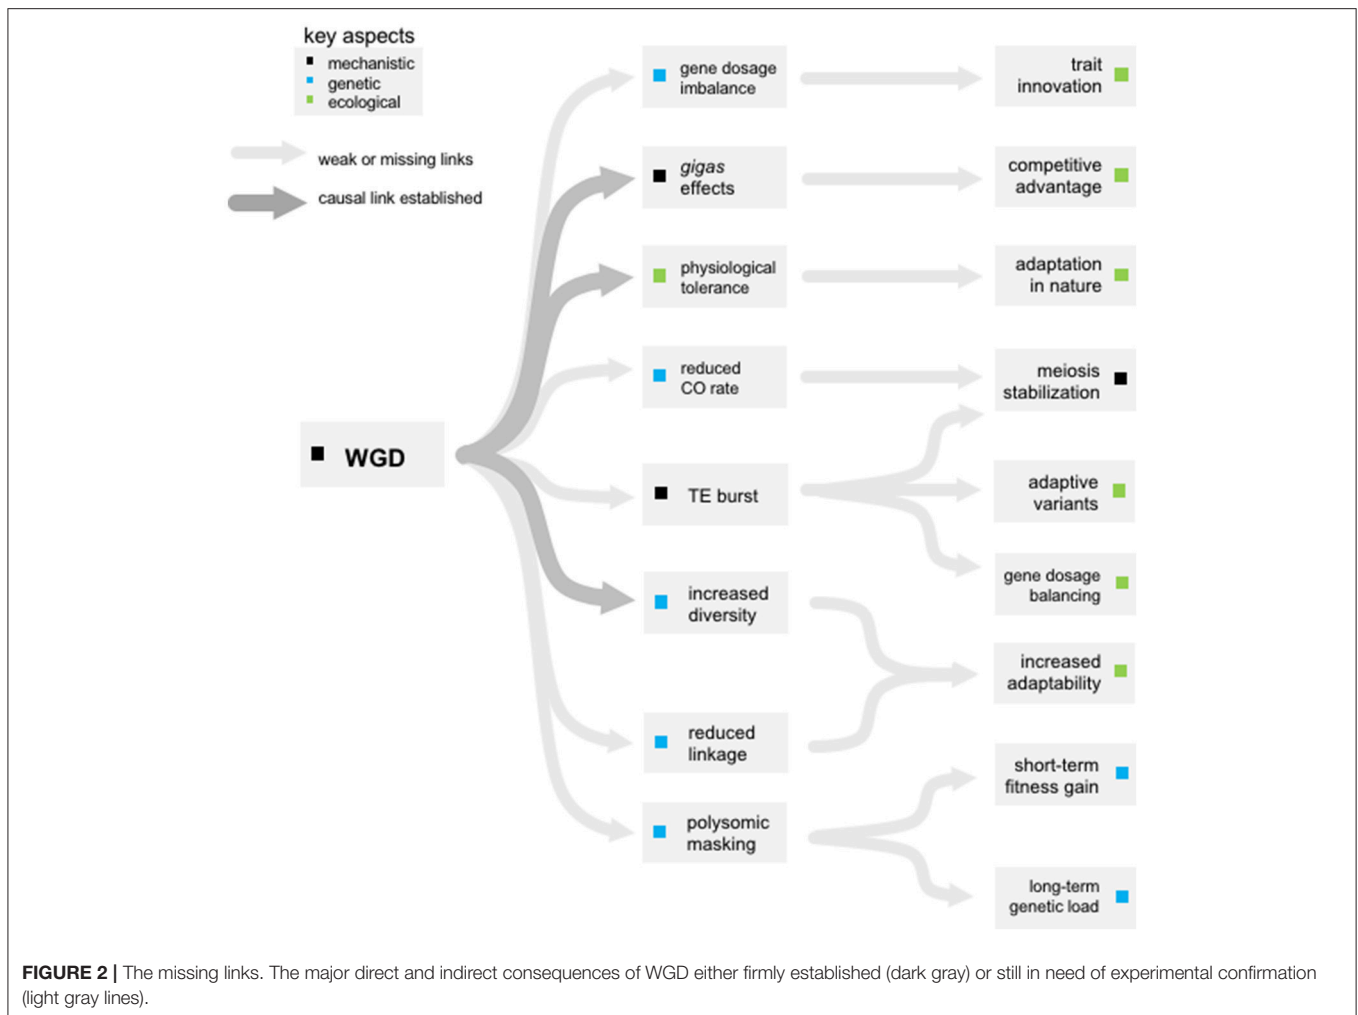 key aspects
mechanistic
genetic
ecological
weak or missing links
causal link established
WGD
gene dosage
imbalance
gigas
effects
physiological
tolerance
reduced
CO rate
TE burst
increased
diversity
reduced
linkage
polysomic
masking
trait
innovation
competitive
advantage
adaptation
in nature
meiosis
stabilization
adaptive
variants
gene dosage
balancing
increased
adaptability
short-term
fitness gain
long-term
genetic load
FIGURE 2 | The missing links. The major direct and indirect consequences of WGD either firmly established (dark gray) or still in need of experimental confirmation
(light gray lines).